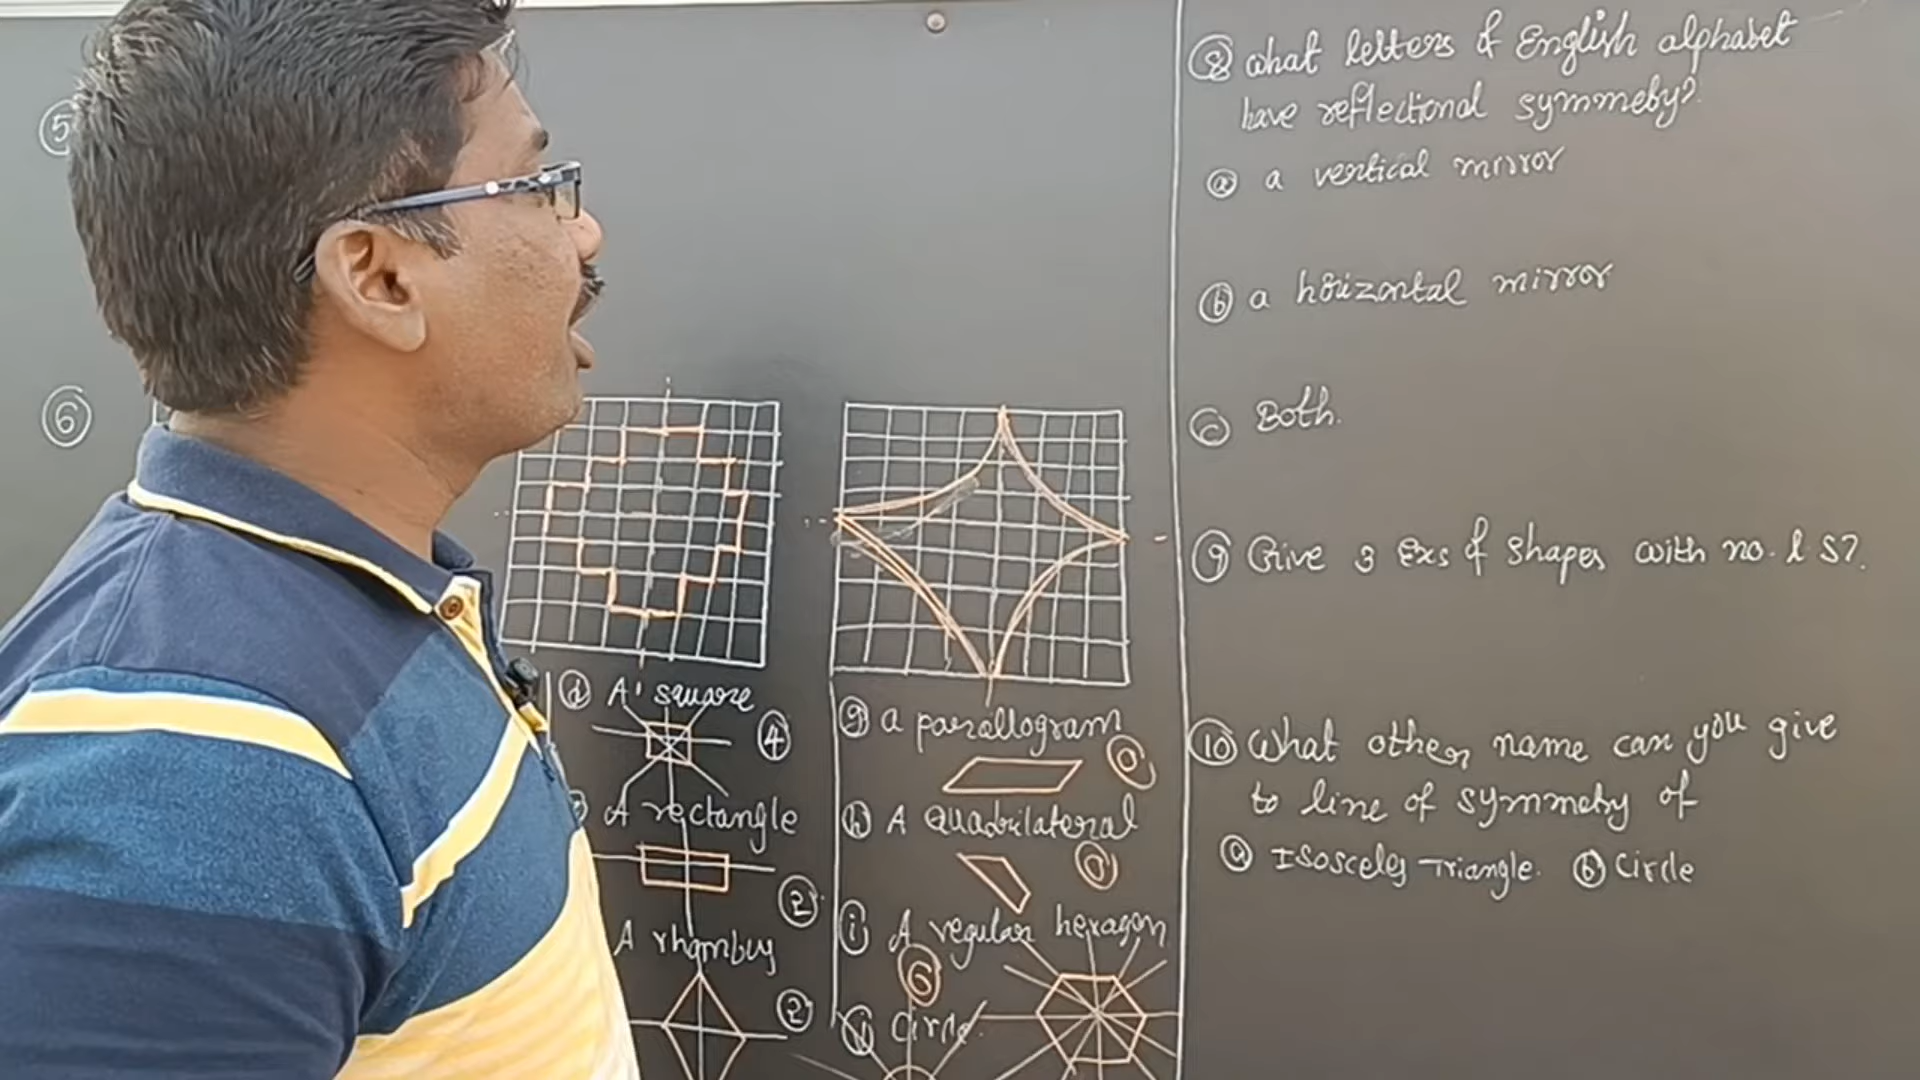 5
6
d A square
4
A rectangle
2
A rhombus
2
g a parallogram
0
h A Quadrilateral
0
i A regular hexagon
6
j Circle.
8 what letters of English alphabet
have reflectional symmetry?
a a vertical mirror
b a horizontal mirror
c Both.
9 Give 3 Exs of shapes with no. L S?.
10 What other name can you give
to line of symmetry of
a Isosceles Triangle. b Circle